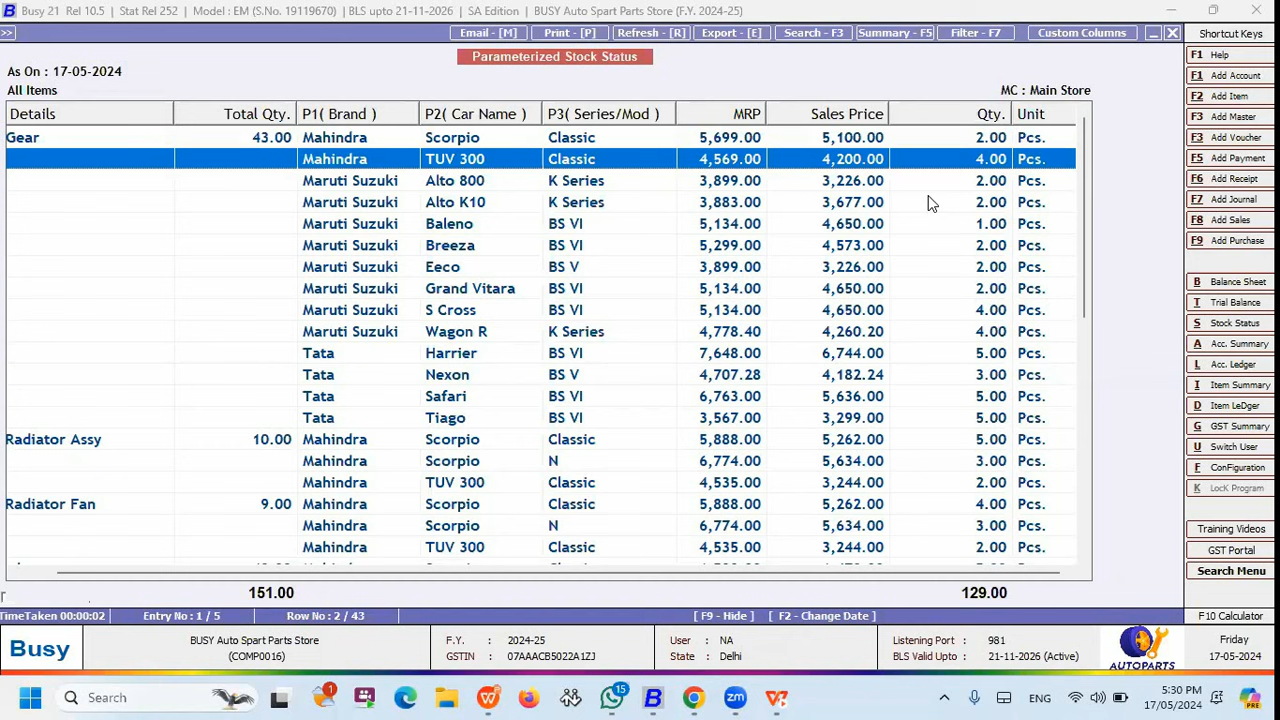 Busy 21 Rel 10.5 | Stat Rel 252 | Model : EM (S.No. 19119670) | BLS upto 21-11-2026 | SA Edition | BUSY Auto Spart Parts Store (F.Y. 2024-25)
>> Email - [M] Print - [P] Refresh - [R] Export - [E] Search - F3 Summary - F5 Filter - F7 Custom Columns
Parameterized Stock Status
As On : 17-05-2024
All Items MC : Main Store
Details Total Qty. P1( Brand ) P2( Car Name ) P3( Series/Mod ) MRP Sales Price Qty. Unit
Gear 43.00 Mahindra Scorpio Classic 5,699.00 5,100.00 2.00 Pcs.
Mahindra TUV 300 Classic 4,569.00 4,200.00 4.00 Pcs.
Maruti Suzuki Alto 800 K Series 3,899.00 3,226.00 2.00 Pcs.
Maruti Suzuki Alto K10 K Series 3,883.00 3,677.00 2.00 Pcs.
Maruti Suzuki Baleno BS VI 5,134.00 4,650.00 1.00 Pcs.
Maruti Suzuki Breeza BS VI 5,299.00 4,573.00 2.00 Pcs.
Maruti Suzuki Eeco BS V 3,899.00 3,226.00 2.00 Pcs.
Maruti Suzuki Grand Vitara BS VI 5,134.00 4,650.00 2.00 Pcs.
Maruti Suzuki S Cross BS VI 5,134.00 4,650.00 4.00 Pcs.
Maruti Suzuki Wagon R K Series 4,778.40 4,260.20 4.00 Pcs.
Tata Harrier BS VI 7,648.00 6,744.00 5.00 Pcs.
Tata Nexon BS V 4,707.28 4,182.24 3.00 Pcs.
Tata Safari BS VI 6,763.00 5,636.00 5.00 Pcs.
Tata Tiago BS VI 3,567.00 3,299.00 5.00 Pcs.
Radiator Assy 10.00 Mahindra Scorpio Classic 5,888.00 5,262.00 5.00 Pcs.
Mahindra Scorpio N 6,774.00 5,634.00 3.00 Pcs.
Mahindra TUV 300 Classic 4,535.00 3,244.00 2.00 Pcs.
Radiator Fan 9.00 Mahindra Scorpio Classic 5,888.00 5,262.00 4.00 Pcs.
Mahindra Scorpio N 6,774.00 5,634.00 3.00 Pcs.
Mahindra TUV 300 Classic 4,535.00 3,244.00 2.00 Pcs.
151.00 129.00
TimeTaken 00:00:02 Entry No : 1 / 5 Row No : 2 / 43 [ F9 - Hide ] [ F2 - Change Date ]
Shortcut Keys
F1 Help
F1 Add Account
F2 Add Item
F3 Add Master
F3 Add Voucher
F5 Add Payment
F6 Add Receipt
F7 Add Journal
F8 Add Sales
F9 Add Purchase
B Balance Sheet
T Trial Balance
S Stock Status
A Acc. Summary
L Acc. Ledger
I Item Summary
D Item LeDger
G GST Summary
U Switch User
F ConFiguration
K LocK Program
Training Videos
GST Portal
Search Menu
F10 Calculator
Busy
BUSY Auto Spart Parts Store
(COMP0016)
F.Y. : 2024-25
GSTIN : 07AAACB5022A1ZJ
User : NA
State : Delhi
Listening Port : 981
BLS Valid Upto : 21-11-2026 (Active)
AUTOPARTS
Friday
17-05-2024
Search 1 15 ENG 5:30 PM
17/05/2024
PRE